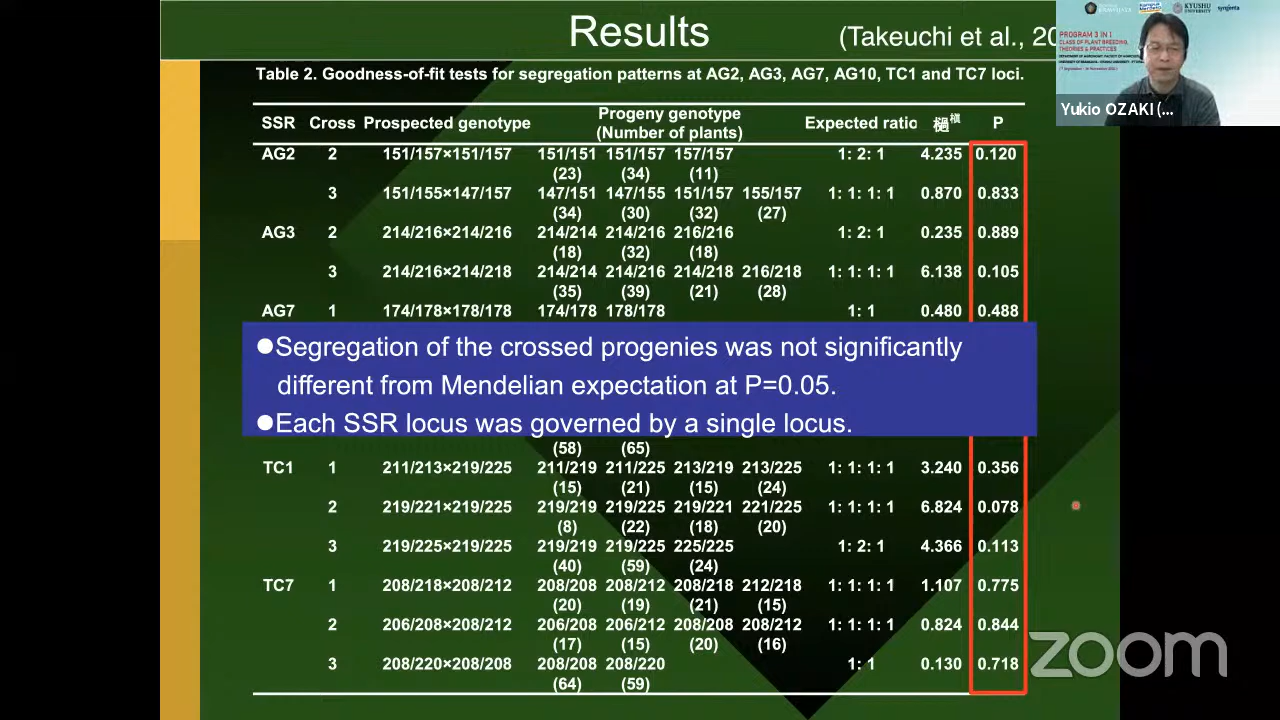 Results
(Takeuchi et al., 20
Table 2. Goodness-of-fit tests for segregation patterns at AG2, AG3, AG7, AG10, TC1 and TC7 loci.
SSR Cross Prospected genotype Progeny genotype (Number of plants) Expected ratio 樋槓 P
AG2 2 151/157×151/157 151/151 151/157 157/157 1: 2: 1 4.235 0.120
(23) (34) (11)
3 151/155×147/157 147/151 147/155 151/157 155/157 1: 1: 1: 1 0.870 0.833
(34) (30) (32) (27)
AG3 2 214/216×214/216 214/214 214/216 216/216 1: 2: 1 0.235 0.889
(18) (32) (18)
3 214/216×214/218 214/214 214/216 214/218 216/218 1: 1: 1: 1 6.138 0.105
(35) (39) (21) (28)
AG7 1 174/178×178/178 174/178 178/178 1: 1 0.480 0.488
●Segregation of the crossed progenies was not significantly
different from Mendelian expectation at P=0.05.
●Each SSR locus was governed by a single locus.
(58) (65)
TC1 1 211/213×219/225 211/219 211/225 213/219 213/225 1: 1: 1: 1 3.240 0.356
(15) (21) (15) (24)
2 219/221×219/225 219/219 219/225 219/221 221/225 1: 1: 1: 1 6.824 0.078
(8) (22) (18) (20)
3 219/225×219/225 219/219 219/225 225/225 1: 2: 1 4.366 0.113
(40) (59) (24)
TC7 1 208/218×208/212 208/208 208/212 208/218 212/218 1: 1: 1: 1 1.107 0.775
(20) (19) (21) (15)
2 206/208×208/212 206/208 206/212 208/208 208/212 1: 1: 1: 1 0.824 0.844
(17) (15) (20) (16)
3 208/220×208/208 208/208 208/220 1: 1 0.130 0.718
(64) (59)
KYUSHU UNIVERSITY syngenta
PROGRAM 3 IN 1
CLASS OF PLANT BREEDING,
THEORIES & PRACTICES
Yukio OZAKI (...
zoom